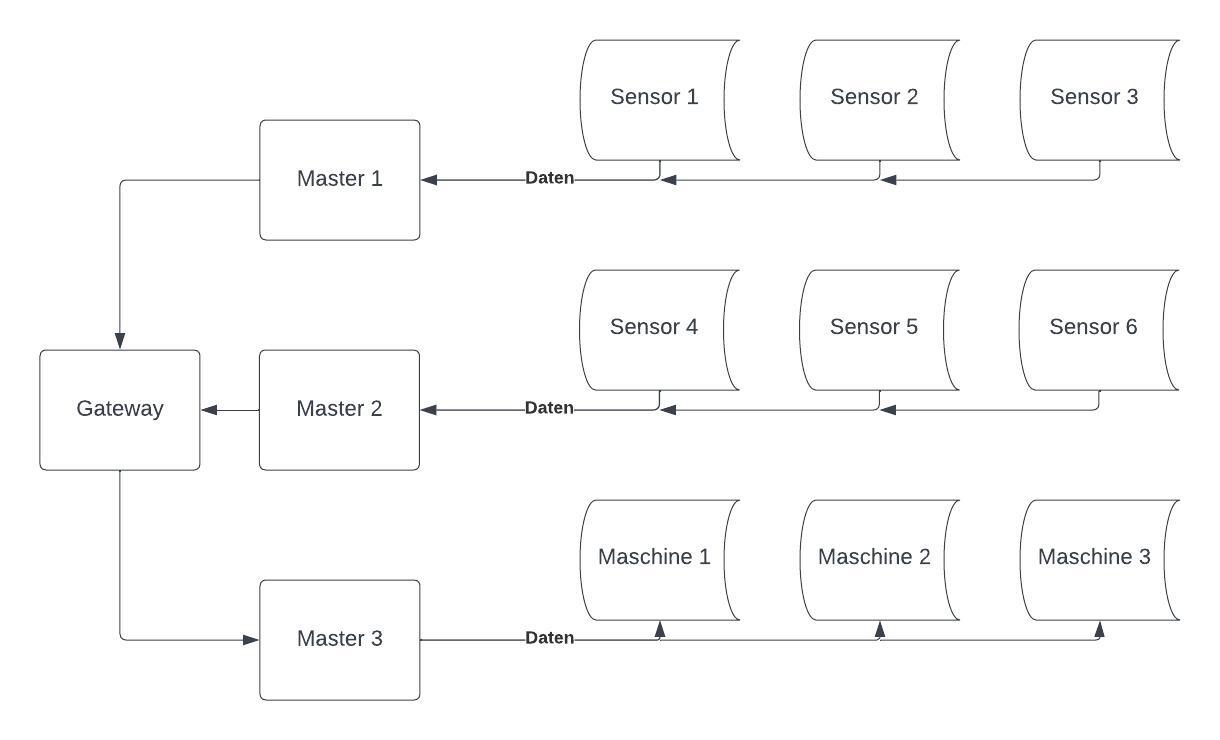 Sensor 1
Sensor 2
Sensor 3
Master 1
Daten
Sensor 4
Sensor 5
Sensor 6
Gateway
Master 2
Daten
Maschine 1
Maschine 2
Maschine 3
Master 3
Daten